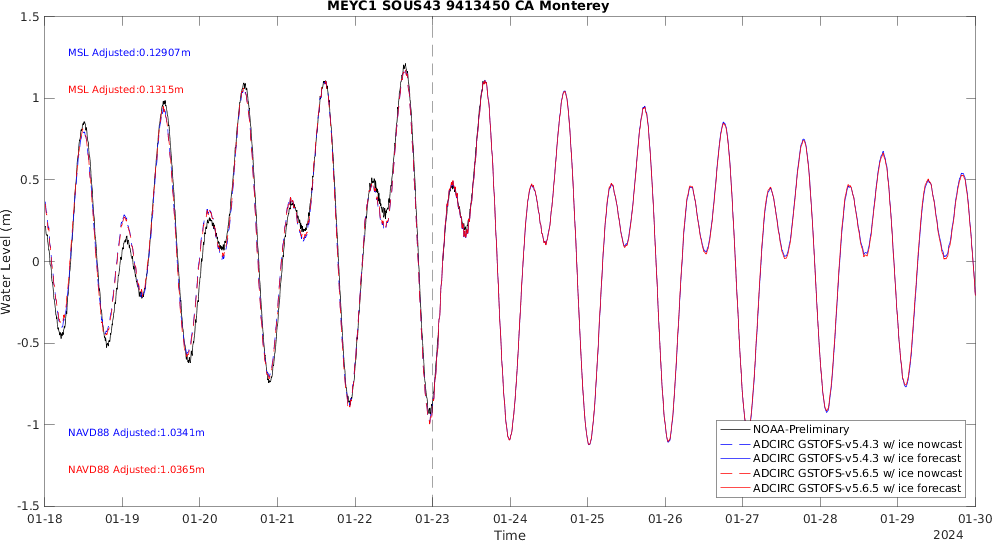 MEYC1 SOUS43 9413450 CA Monterey
1.5
1
0.5
0
-0.5
-1
-1.5
Water Level (m)
MSL Adjusted:0.12907m
MSL Adjusted:0.1315m
NAVD88 Adjusted:1.0341m
NAVD88 Adjusted:1.0365m
NOAA-Preliminary
ADCIRC GSTOFS-v5.4.3 w/ ice nowcast
ADCIRC GSTOFS-v5.4.3 w/ ice forecast
ADCIRC GSTOFS-v5.6.5 w/ ice nowcast
ADCIRC GSTOFS-v5.6.5 w/ ice forecast
01-18 01-19 01-20 01-21 01-22 01-23 01-24 01-25 01-26 01-27 01-28 01-29 01-30
Time
2024